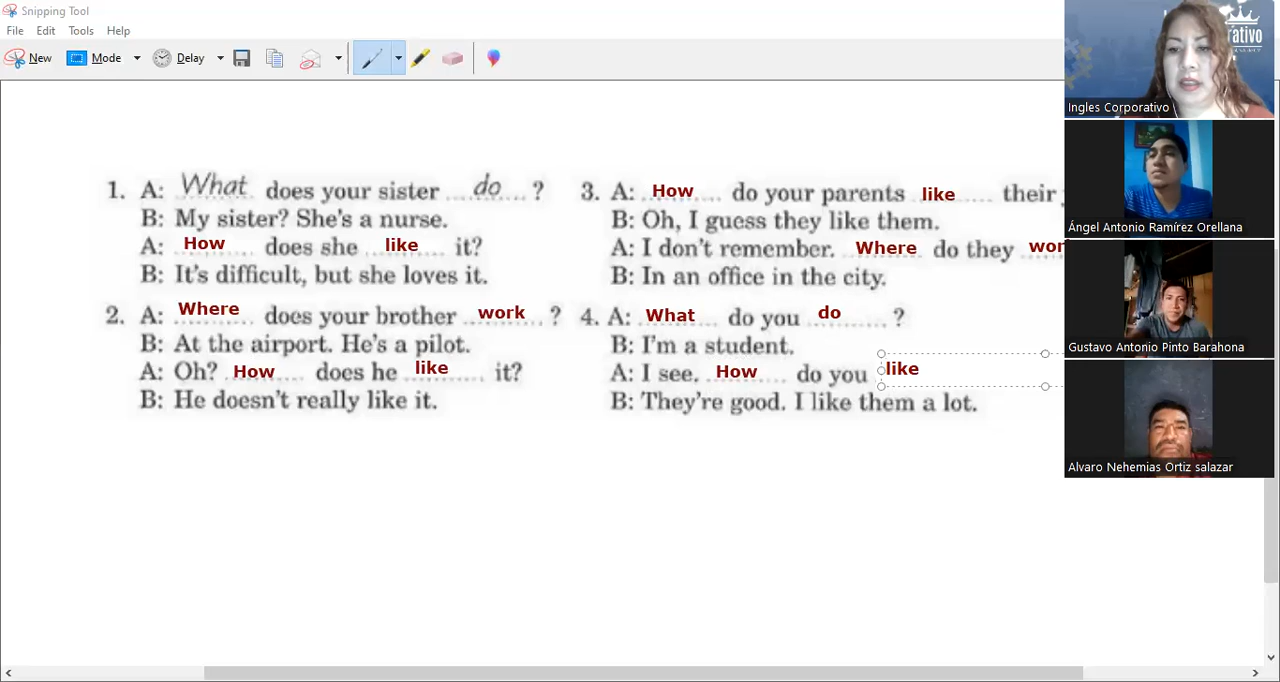 Snipping Tool
File Edit Tools Help
New Mode Delay
1. A: What does your sister do ?
B: My sister? She's a nurse.
A: How does she like it?
B: It's difficult, but she loves it.
2. A: Where does your brother work ?
B: At the airport. He's a pilot.
A: Oh? How does he like it?
B: He doesn't really like it.
3. A: How do your parents like their
B: Oh, I guess they like them.
A: I don't remember. Where do they wor
B: In an office in the city.
4. A: What do you do ?
B: I'm a student.
A: I see. How do you like
B: They're good. I like them a lot.
rativo
Ingles Corporativo
Ángel Antonio Ramírez Orellana
Gustavo Antonio Pinto Barahona
Alvaro Nehemias Ortiz salazar